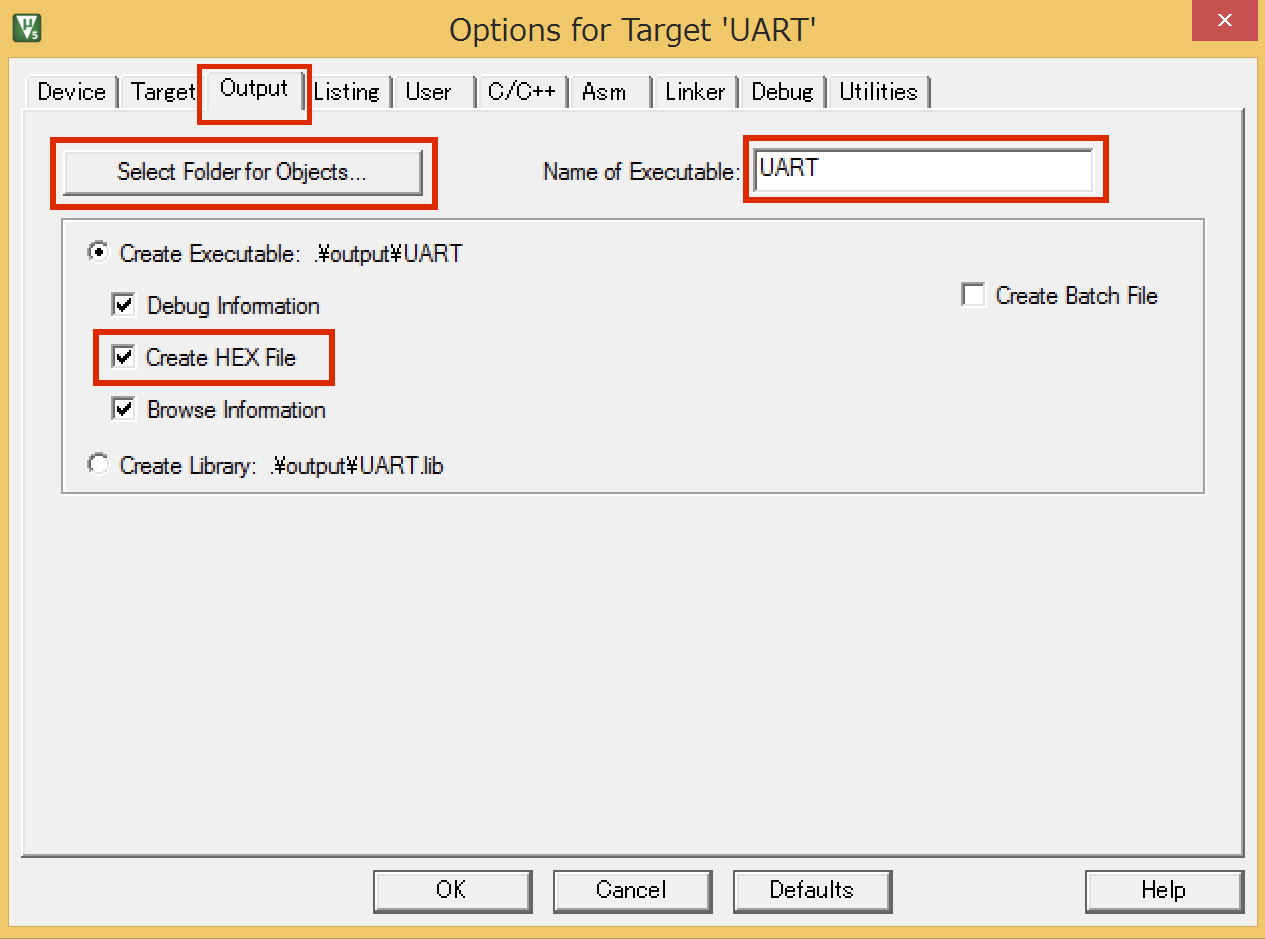 Options for Target 'UART'
Device Target Output Listing User C/C++ Asm Linker Debug Utilities
Select Folder for Objects... Name of Executable: UART
Create Executable: .¥output¥UART
Debug Information
Create Batch File
Create HEX File
Browse Information
Create Library: .¥output¥UART.lib
OK Cancel Defaults Help